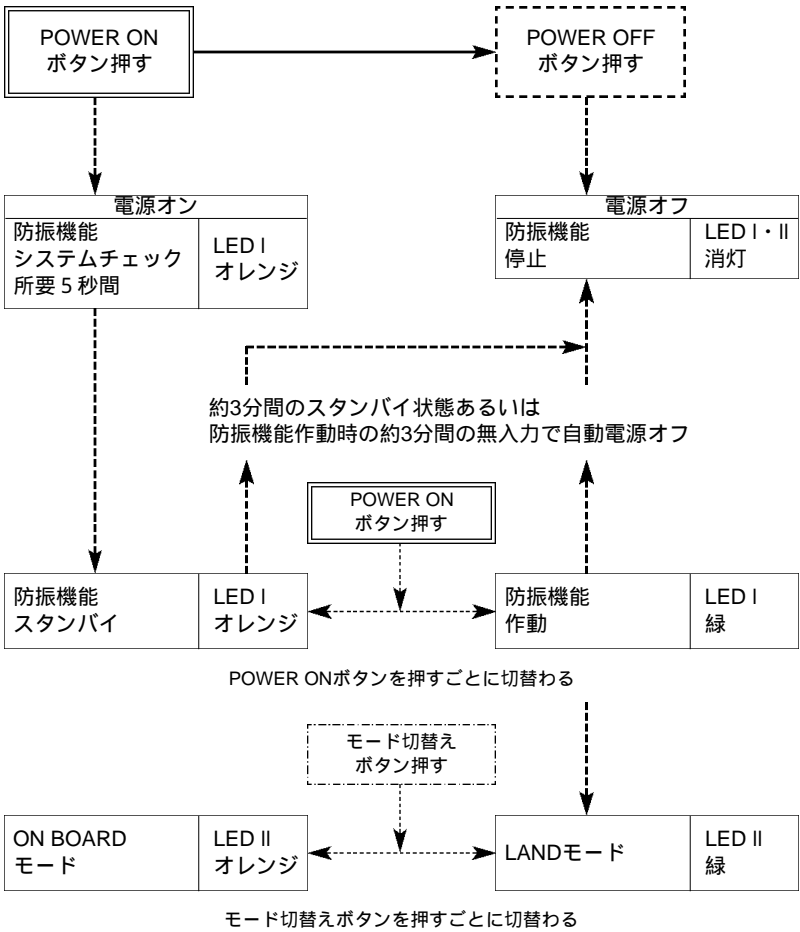 POWER ON
ボタン押す
POWER OFF
ボタン押す
電源オン
防振機能
システムチェック
所要5秒間
LED I
オレンジ
電源オフ
防振機能
停止
LED I・II
消灯
約3分間のスタンバイ状態あるいは
防振機能作動時の約3分間の無入力で自動電源オフ
POWER ON
ボタン押す
防振機能
スタンバイ
LED I
オレンジ
防振機能
作動
LED I
緑
POWER ONボタンを押すごとに切替わる
モード切替え
ボタン押す
ON BOARD
モード
LED II
オレンジ
LANDモード
LED II
緑
モード切替えボタンを押すごとに切替わる